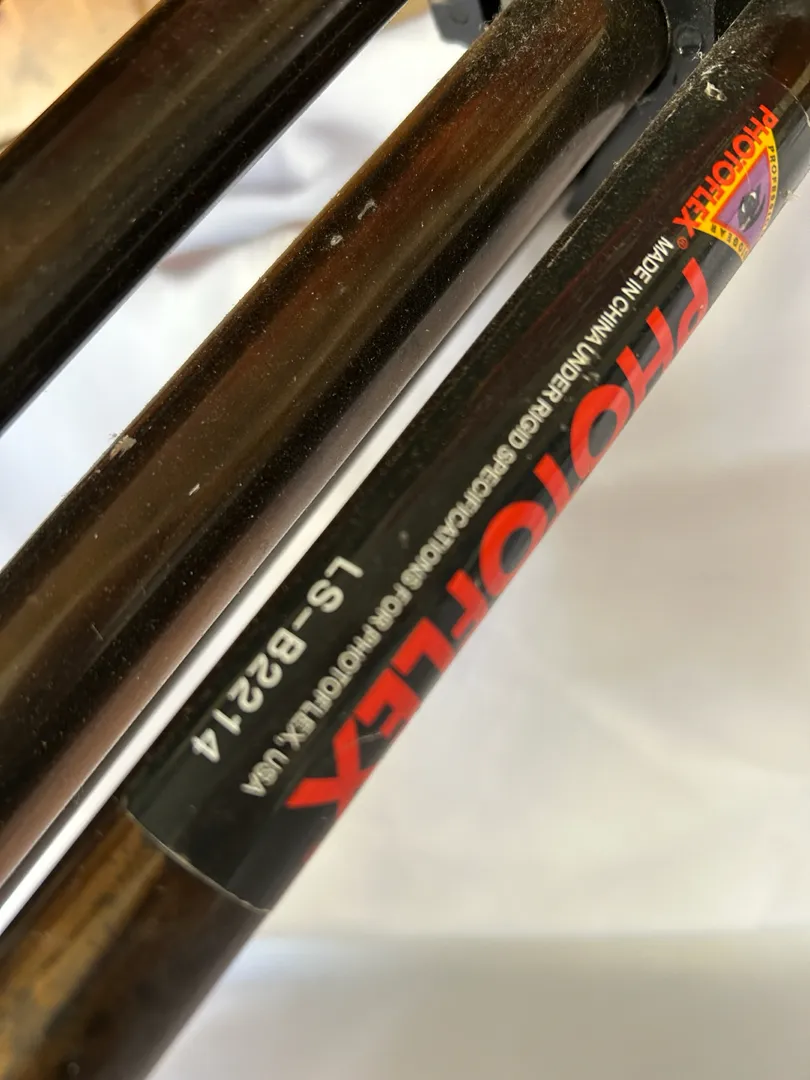 PHOTOFLEX
PHOTOFLEX®
MADE IN CHINA UNDER RIGID SPECIFICATIONS FOR PHOTOFLEX, USA
LS-B2214